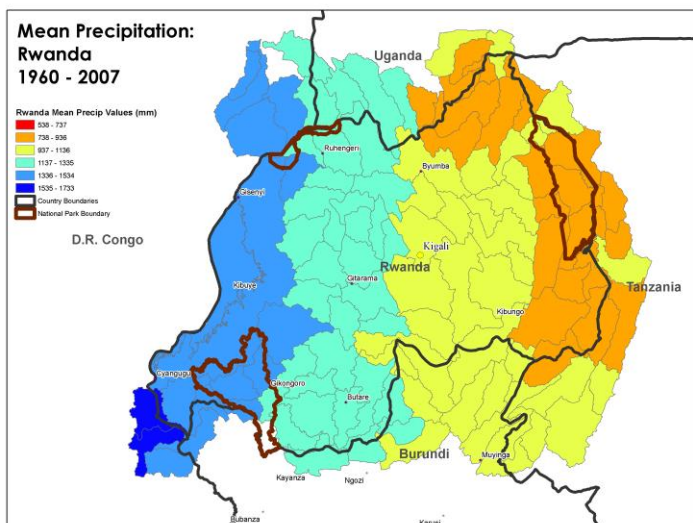 Mean Precipitation:
Rwanda
1960 - 2007
Rwanda Mean Precip Values (mm)
538 - 737
738 - 936
937 - 1136
1137 - 1335
1336 - 1534
1535 - 1733
Country Boundaries
National Park Boundary
Uganda
Ruhengeri
Byumba
Gisenyi
D.R. Congo
Kigali
Rwanda
Gitarama
Kibuye
Tanzania
Kibungo
Cyangugu
Gikongoro
Butare
Burundi
Muyinga
Kayanza
Ngozi
Bubanza